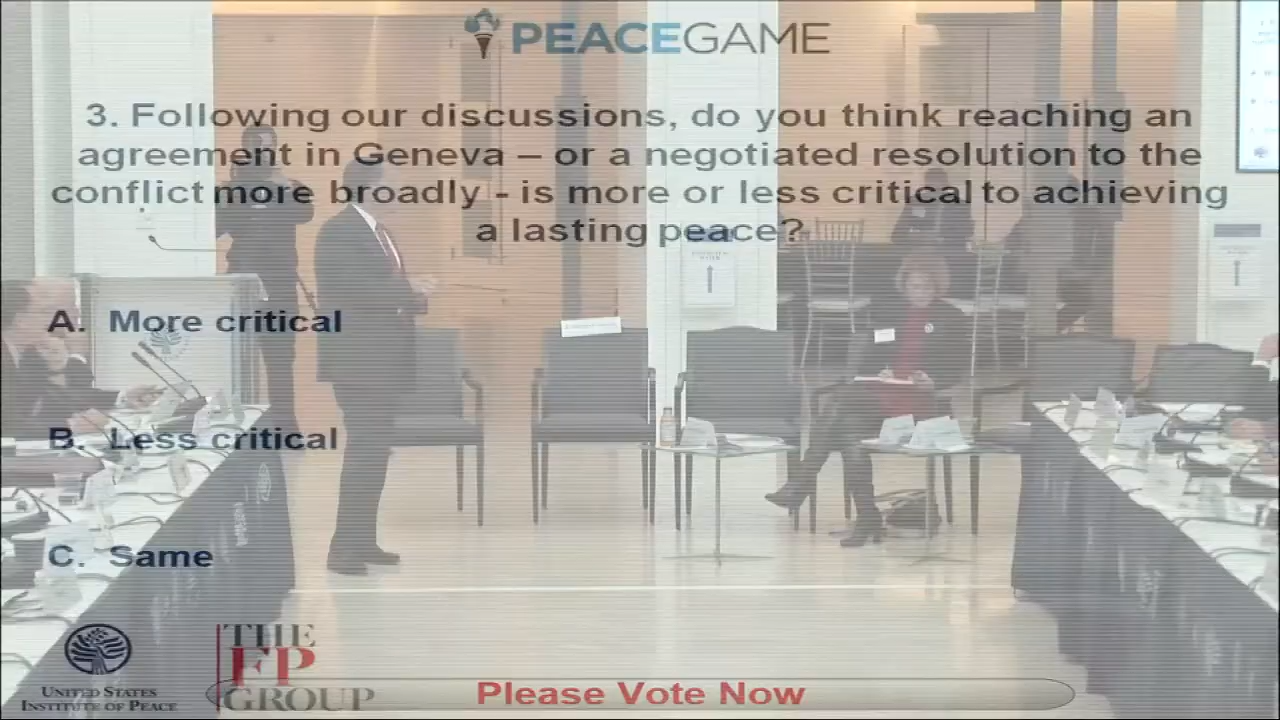 PEACEGAME
3. Following our discussions, do you think reaching an
agreement in Geneva – or a negotiated resolution to the
conflict more broadly - is more or less critical to achieving
a lasting peace?
A. More critical
B. Less critical
C. Same
UNITED STATES
INSTITUTE OF PEACE
THE
FP
GROUP
Please Vote Now